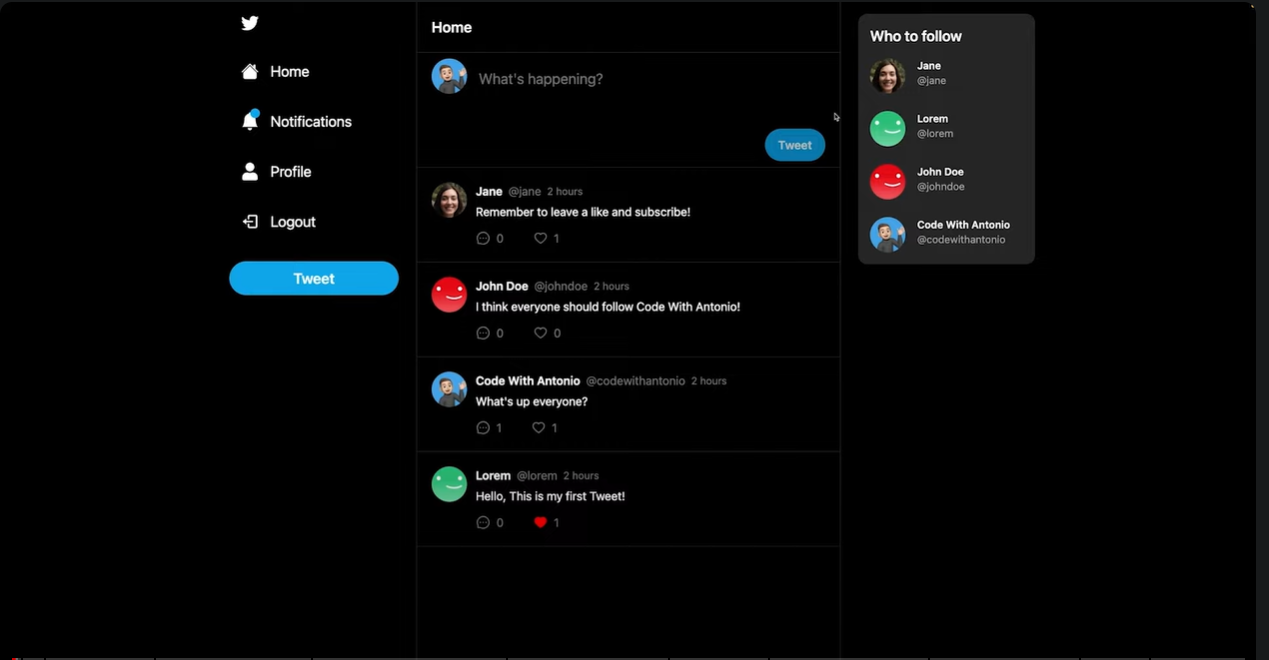 Home
Notifications
Profile
Logout
Tweet
Home
What's happening?
Tweet
Jane @jane 2 hours
Remember to leave a like and subscribe!
0 1
John Doe @johndoe 2 hours
I think everyone should follow Code With Antonio!
0 0
Code With Antonio @codewithantonio 2 hours
What's up everyone?
1 1
Lorem @lorem 2 hours
Hello, This is my first Tweet!
0 1
Who to follow
Jane
@jane
Lorem
@lorem
John Doe
@johndoe
Code With Antonio
@codewithantonio